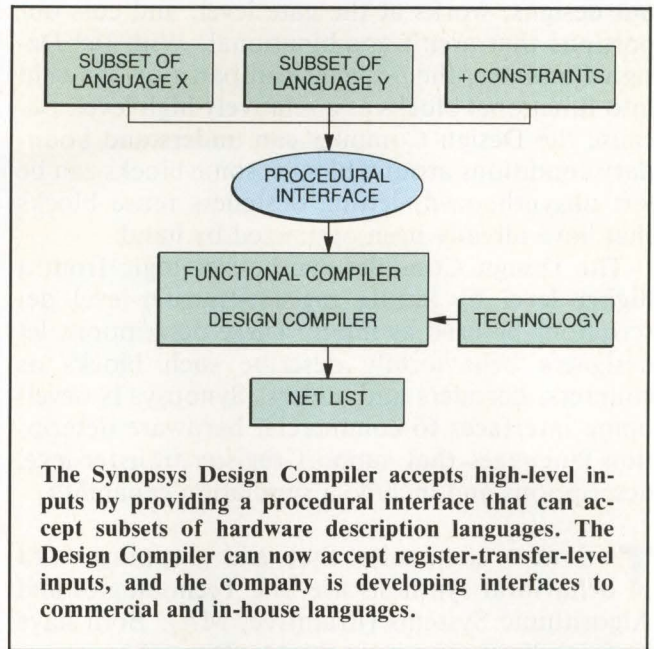 SUBSET OF
LANGUAGE X
SUBSET OF
LANGUAGE Y
+ CONSTRAINTS
PROCEDURAL
INTERFACE
FUNCTIONAL COMPILER
DESIGN COMPILER
TECHNOLOGY
NET LIST
The Synopsys Design Compiler accepts high-level in-
puts by providing a procedural interface that can ac-
cept subsets of hardware description languages. The
Design Compiler can now accept register-transfer-level
inputs, and the company is developing interfaces to
commercial and in-house languages.